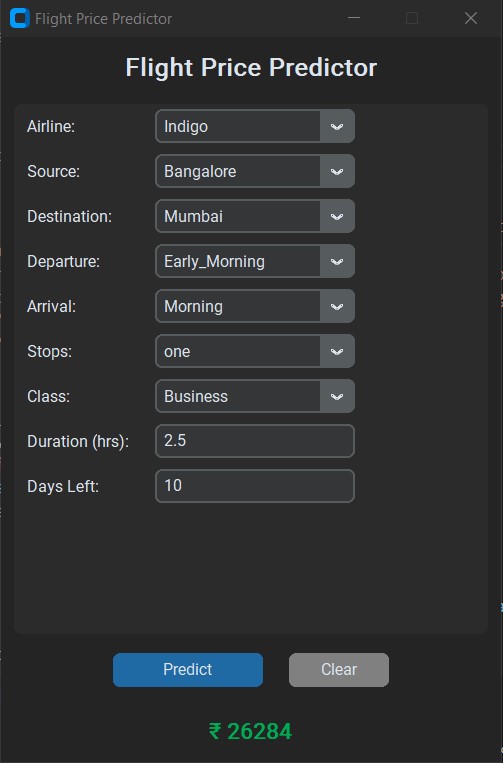 Flight Price Predictor
Flight Price Predictor
Airline: Indigo
Source: Bangalore
Destination: Mumbai
Departure: Early_Morning
Arrival: Morning
Stops: one
Class: Business
Duration (hrs): 2.5
Days Left: 10
Predict Clear
₹ 26284